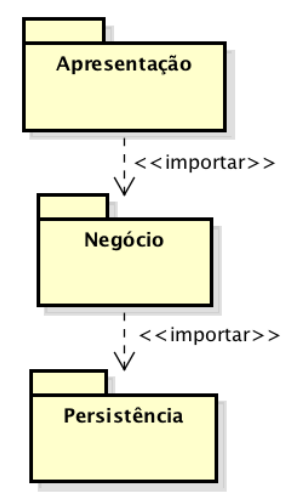 Apresentação
<<importar>>
Negócio
<<importar>>
Persistência